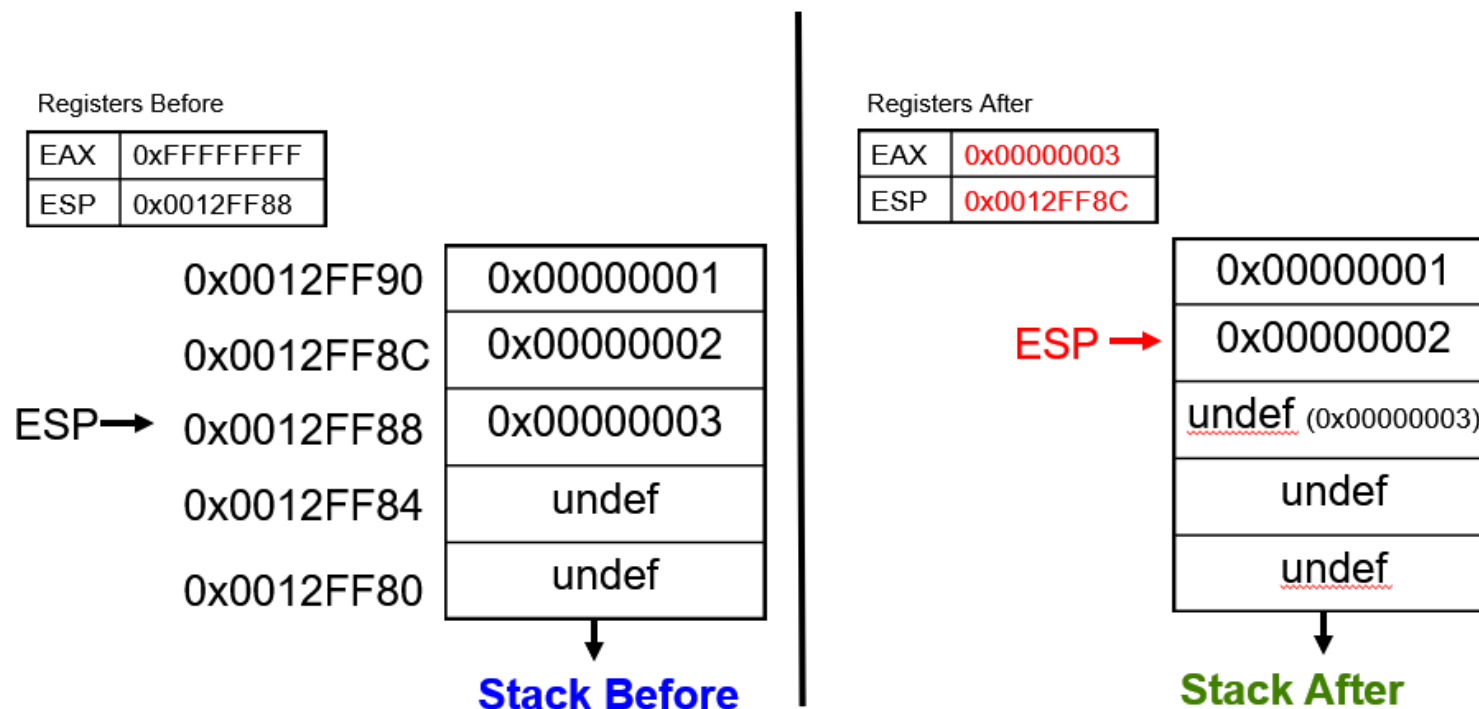 Registers Before
EAX 0xFFFFFFFF
ESP 0x0012FF88
0x0012FF90 0x00000001
0x0012FF8C 0x00000002
ESP 0x0012FF88 0x00000003
0x0012FF84 undef
0x0012FF80 undef
Stack Before
Registers After
EAX 0x00000003
ESP 0x0012FF8C
0x00000001
ESP 0x00000002
undef (0x00000003)
undef
undef
Stack After